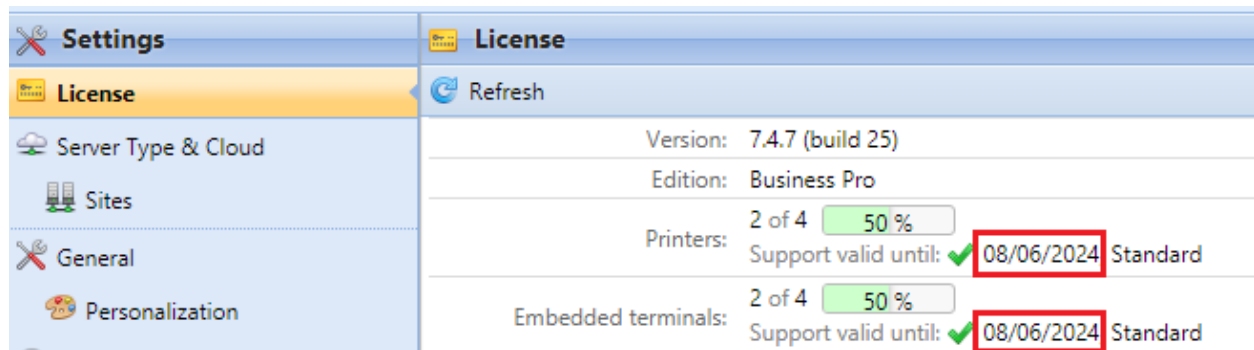 Settings
License
Server Type & Cloud
Sites
General
Personalization
License
Refresh
Version: 7.4.7 (build 25)
Edition: Business Pro
Printers: 2 of 4 50 %
Support valid until: 08/06/2024 Standard
Embedded terminals: 2 of 4 50 %
Support valid until: 08/06/2024 Standard